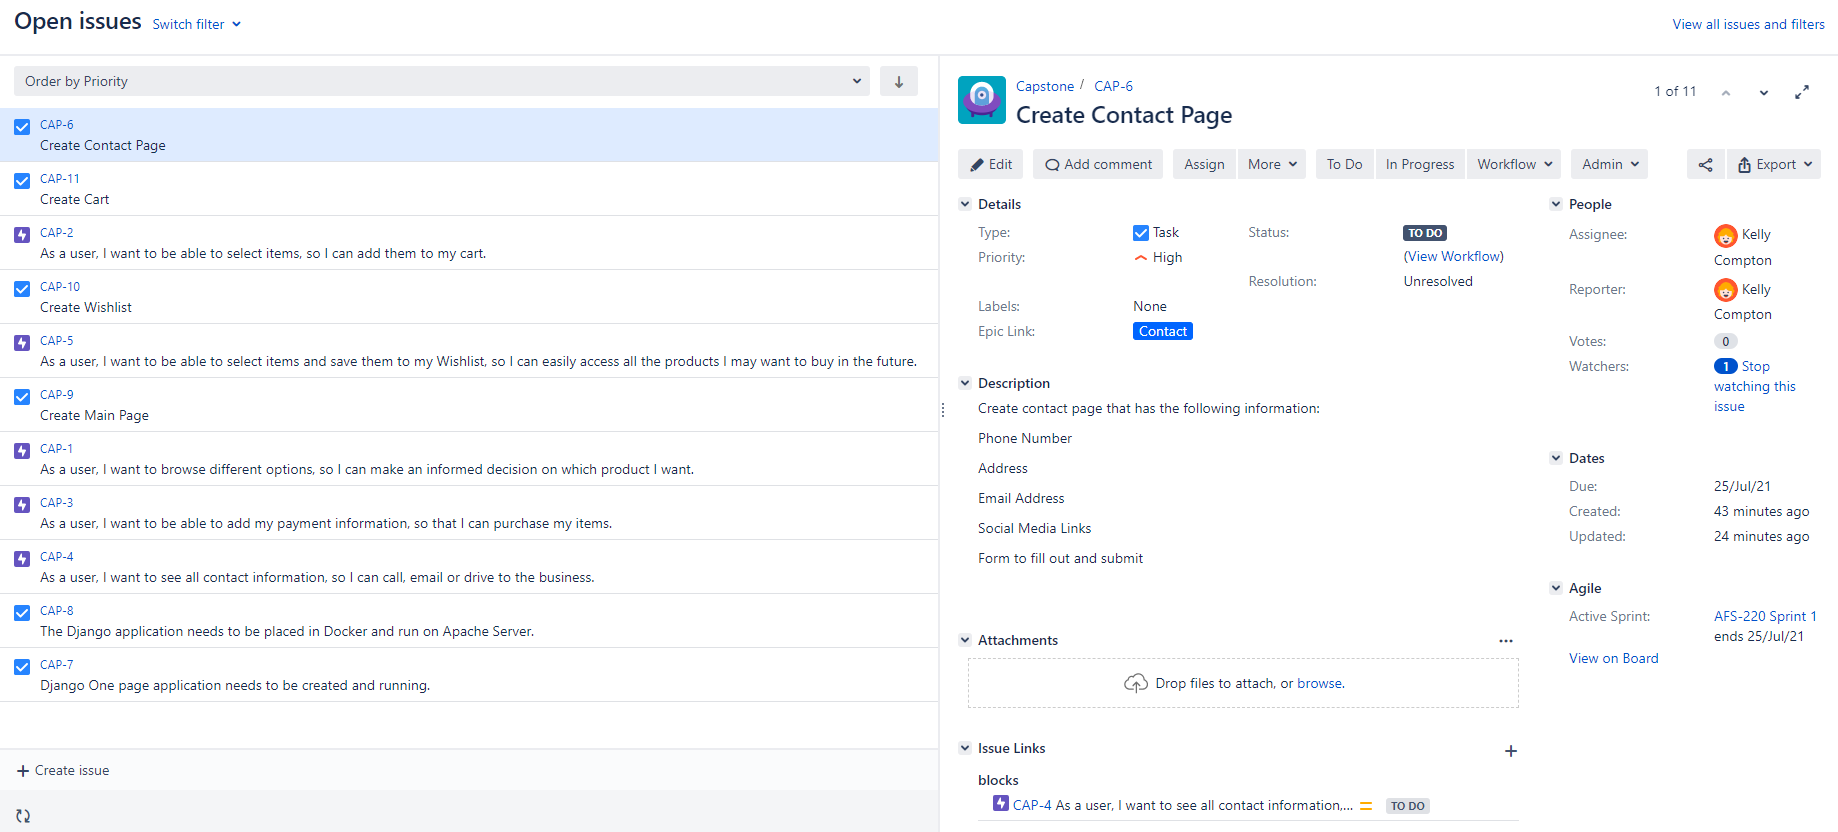 Open issues Switch filter
View all issues and filters
Order by Priority
CAP-6
Create Contact Page
CAP-11
Create Cart
CAP-2
As a user, I want to be able to select items, so I can add them to my cart.
CAP-10
Create Wishlist
CAP-5
As a user, I want to be able to select items and save them to my Wishlist, so I can easily access all the products I may want to buy in the future.
CAP-9
Create Main Page
CAP-1
As a user, I want to browse different options, so I can make an informed decision on which product I want.
CAP-3
As a user, I want to be able to add my payment information, so that I can purchase my items.
CAP-4
As a user, I want to see all contact information, so I can call, email or drive to the business.
CAP-8
The Django application needs to be placed in Docker and run on Apache Server.
CAP-7
Django One page application needs to be created and running.
Create issue
Capstone / CAP-6
Create Contact Page
1 of 11
Edit Add comment Assign More To Do In Progress Workflow Admin Export
Details
Type: Task
Status: TO DO
(View Workflow)
Priority: High
Resolution: Unresolved
Labels: None
Epic Link: Contact
Description
Create contact page that has the following information:
Phone Number
Address
Email Address
Social Media Links
Form to fill out and submit
Attachments
Drop files to attach, or browse.
Issue Links
blocks
CAP-4 As a user, I want to see all contact information,... TO DO
People
Assignee: Kelly
Compton
Reporter: Kelly
Compton
Votes: 0
Watchers: 1 Stop
watching this
issue
Dates
Due: 25/Jul/21
Created: 43 minutes ago
Updated: 24 minutes ago
Agile
Active Sprint: AFS-220 Sprint 1
ends 25/Jul/21
View on Board